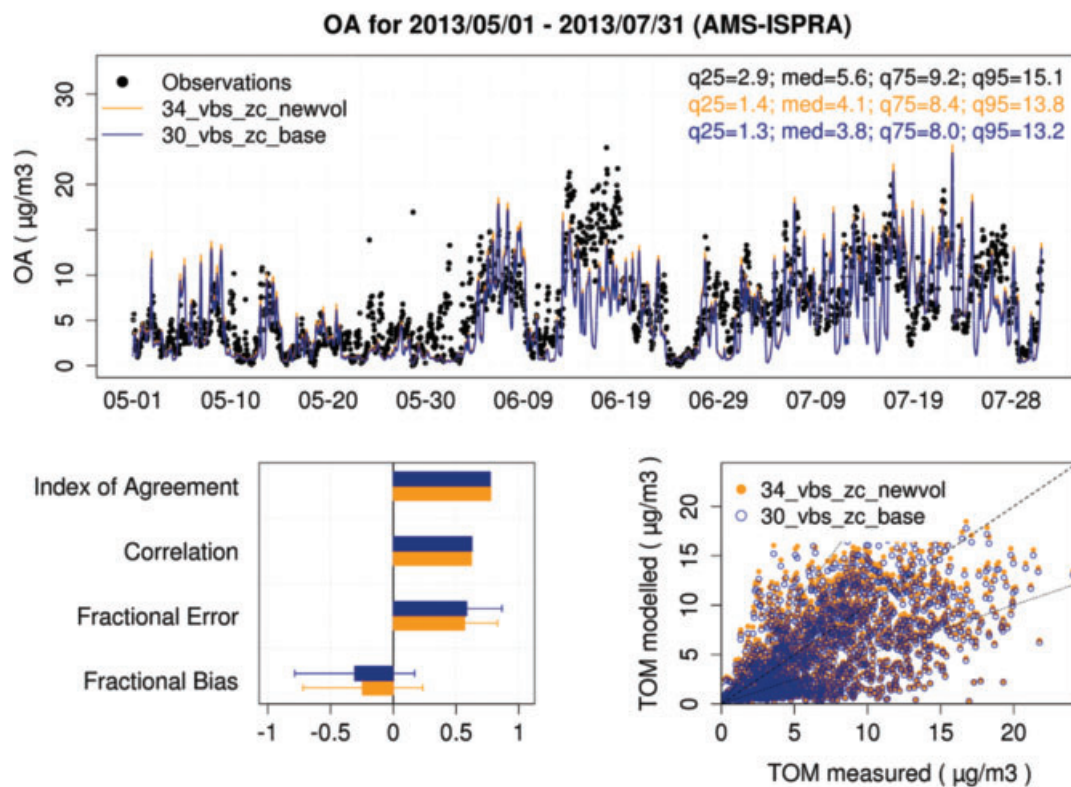 OA for 2013/05/01 - 2013/07/31 (AMS-ISPRA)
OA ( µg/m3 )
30
20
10
5
0
Observations
34_vbs_zc_newvol
30_vbs_zc_base
q25=2.9; med=5.6; q75=9.2; q95=15.1
q25=1.4; med=4.1; q75=8.4; q95=13.8
q25=1.3; med=3.8; q75=8.0; q95=13.2
05-01 05-10 05-20 05-30 06-09 06-19 06-29 07-09 07-19 07-28
Index of Agreement
Correlation
Fractional Error
Fractional Bias
-1 -0.5 0 0.5 1
TOM modelled ( µg/m3 )
20
15
10
5
0
34_vbs_zc_newvol
30_vbs_zc_base
0 5 10 15 20
TOM measured ( µg/m3 )